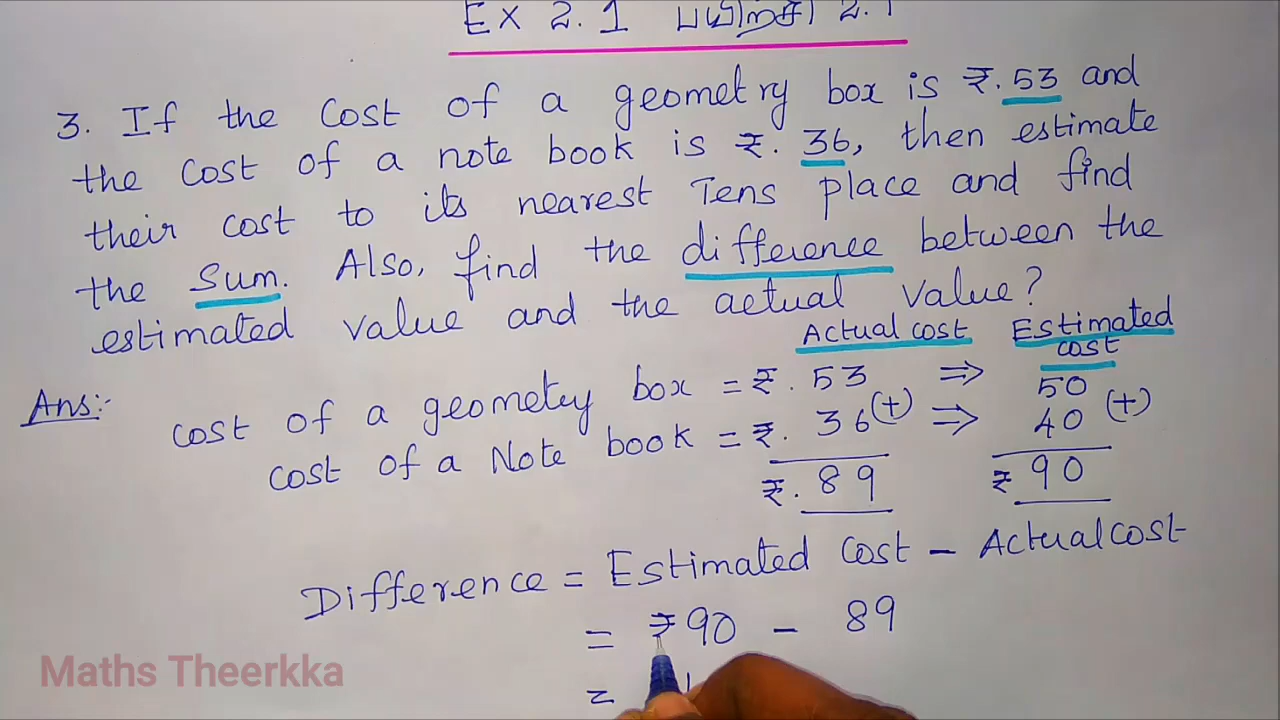 Ex 2.1 பயிற்சி 2.1
3. If the Cost of a geometry box is ₹.53 and
the cost of a note book is ₹. 36, then estimate
their cost to its nearest Tens place and find
the Sum. Also, find the difference between the
estimated value and the actual value?
Actual cost Estimated cost
Ans:-
cost of a geometry box = ₹. 53 ⇒ 50
cost of a Note book = ₹. 36 (+) ⇒ 40 (+)
₹. 89 ₹ 90
Difference = Estimated Cost - Actual cost
= ₹90 - 89
=
Maths Theerkka